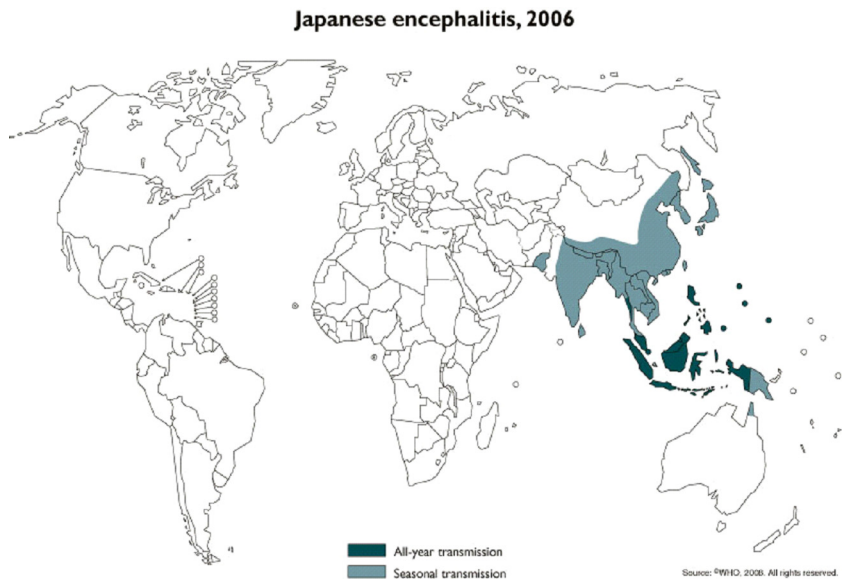 Japanese encephalitis, 2006
All-year transmission
Seasonal transmission
Source: ©WHO, 2008. All rights reserved.